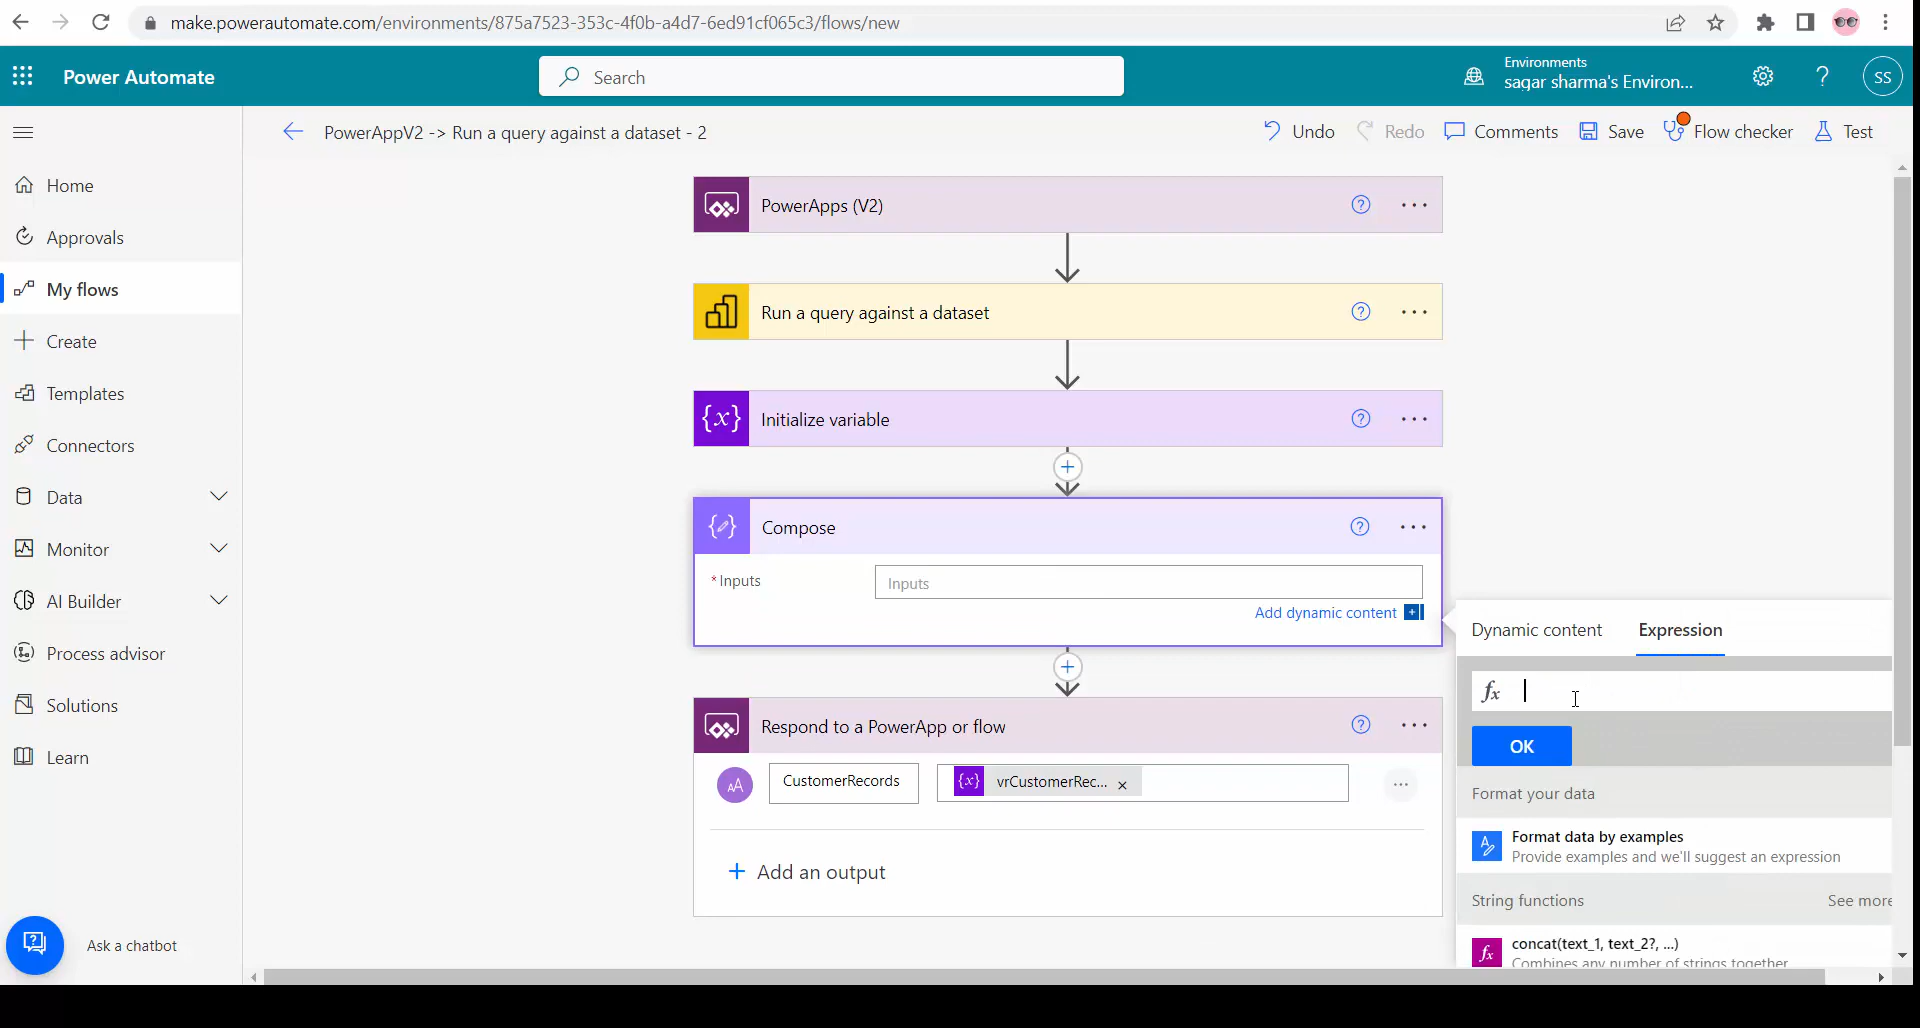 make.powerautomate.com/environments/875a7523-353c-4f0b-a4d7-6ed91cf065c3/flows/new
Power Automate
Search
Environments
sagar sharma's Environ...
?
SS
PowerAppV2 -> Run a query against a dataset - 2
Undo
Redo
Comments
Save
Flow checker
Test
Home
Approvals
My flows
Create
Templates
Connectors
Data
Monitor
AI Builder
Process advisor
Solutions
Learn
Ask a chatbot
PowerApps (V2)
?
...
Run a query against a dataset
?
...
{x}
Initialize variable
?
...
Compose
?
...
* Inputs
Inputs
Add dynamic content
Respond to a PowerApp or flow
?
...
AA
CustomerRecords
{x}
vrCustomerRec...
×
...
+ Add an output
Dynamic content
Expression
fx
OK
Format your data
Format data by examples
Provide examples and we'll suggest an expression
String functions
See more
fx
concat(text_1, text_2?, ...)
Combines any number of strings together